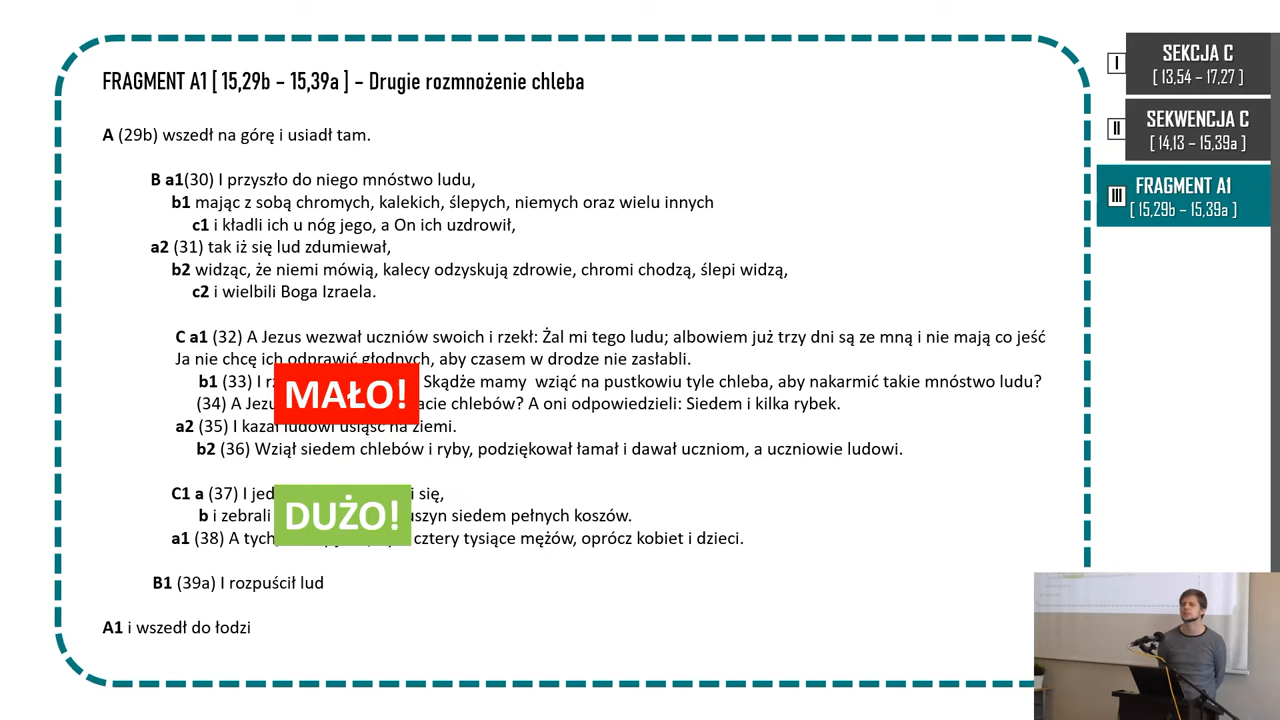 FRAGMENT A1 [ 15,29b – 15,39a ] – Drugie rozmnożenie chleba
A (29b) wszedł na górę i usiadł tam.
B a1(30) I przyszło do niego mnóstwo ludu,
b1 mając z sobą chromych, kalekich, ślepych, niemych oraz wielu innych
c1 i kładli ich u nóg jego, a On ich uzdrowił,
a2 (31) tak iż się lud zdumiewał,
b2 widząc, że niemi mówią, kalecy odzyskują zdrowie, chromi chodzą, ślepi widzą,
c2 i wielbili Boga Izraela.
C a1 (32) A Jezus wezwał uczniów swoich i rzekł: Żal mi tego ludu; albowiem już trzy dni są ze mną i nie mają co jeść
Ja nie chcę ich odprawić głodnych, aby czasem w drodze nie zasłabli.
b1 (33) I Skądże mamy wziąć na pustkowiu tyle chleba, aby nakarmić takie mnóstwo ludu?
MAŁO!
(34) A chlebów? A oni odpowiedzieli: Siedem i kilka rybek.
a2 (35) I kazał ludowi usiąść na ziemi.
b2 (36) Wziął siedem chlebów i ryby, podziękował łamał i dawał uczniom, a uczniowie ludowi.
C1 a (37) I się,
DUŻO!
b i zebrali siedem pełnych koszów.
a1 (38) A cztery tysiące mężów, oprócz kobiet i dzieci.
B1 (39a) I rozpuścił lud
A1 i wszedł do łodzi
I
SEKCJA C
[ 13,54 – 17,27 ]
II
SEKWENCJA C
[ 14,13 – 15,39a ]
III
FRAGMENT A1
[ 15,29b – 15,39a ]